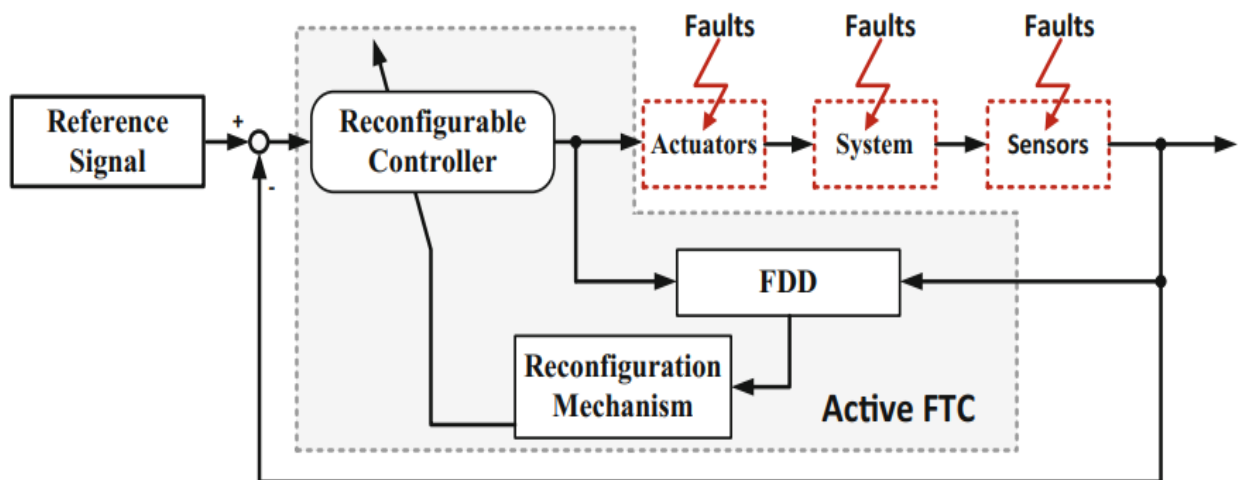 Faults
Faults
Faults
Reference
Signal
+
-
Reconfigurable
Controller
Actuators
System
Sensors
FDD
Reconfiguration
Mechanism
Active FTC